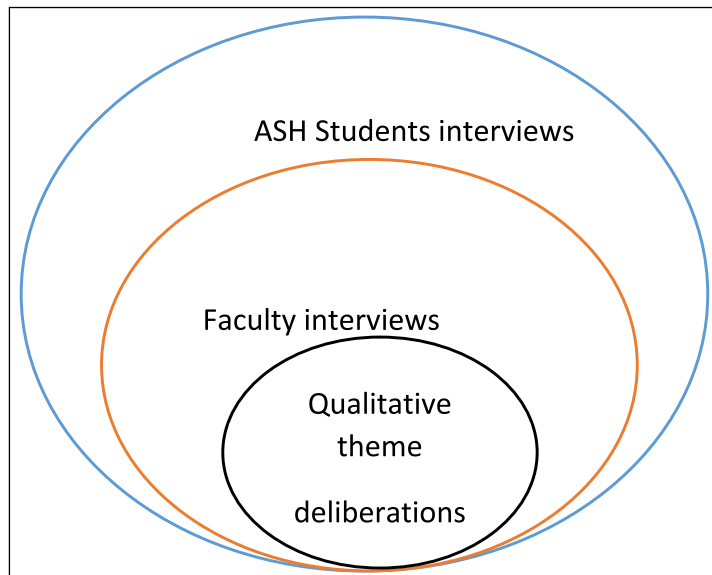 ASH Students interviews
Faculty interviews
Qualitative
theme
deliberations